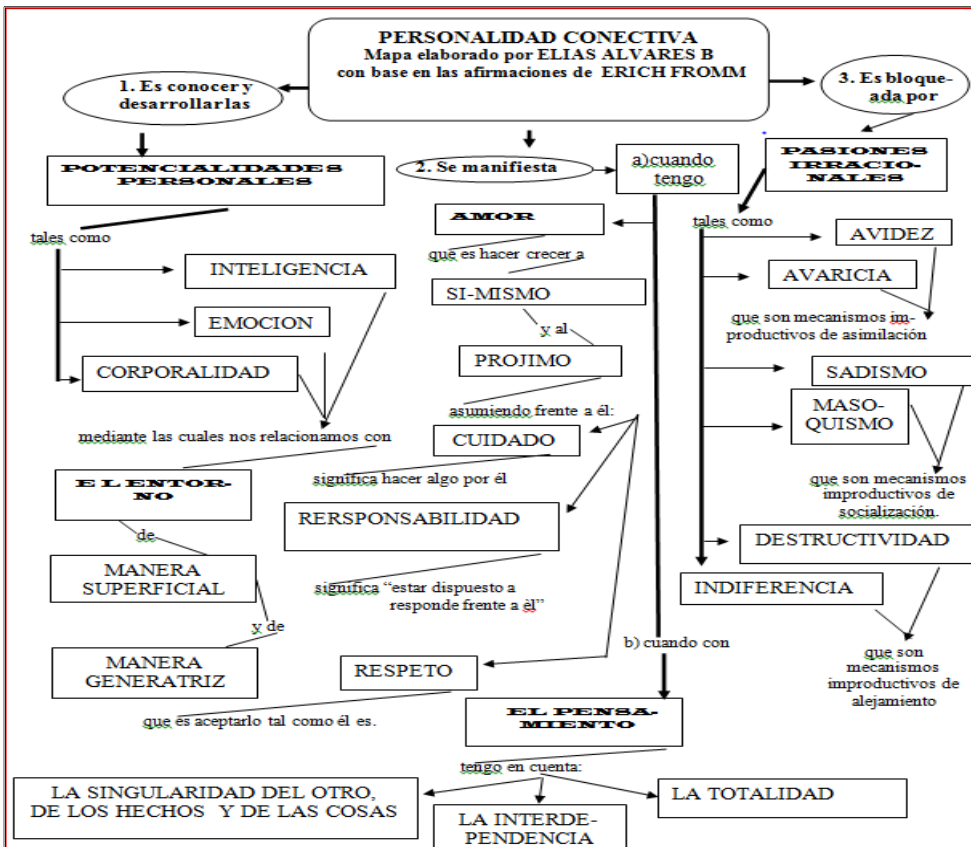 PERSONALIDAD CONECTIVA
Mapa elaborado por ELIAS ALVARES B
con base en las afirmaciones de ERICH FROMM
1. Es conocer y
desarrollarlas
POTENCIALIDADES
PERSONALES
tales como
INTELIGENCIA
EMOCION
CORPORALIDAD
mediante las cuales nos relacionamos con
E L ENTOR-
NO
de
MANERA
SUPERFICIAL
y de
MANERA
GENERATRIZ
2. Se manifiesta
a)cuando
tengo
AMOR
que es hacer crecer a
SI-MISMO
y al
PROJIMO
asumiendo frente a él:
CUIDADO
significa hacer algo por él
RERSPONSABILIDAD
significa “estar dispuesto a
responde frente a èl”
RESPETO
que es aceptarlo tal como él es.
b) cuando con
EL PENSA-
MIENTO
tengo en cuenta:
LA SINGULARIDAD DEL OTRO,
DE LOS HECHOS Y DE LAS COSAS
LA INTERDE-
PENDENCIA
LA TOTALIDAD
3. Es bloque-
ada por
PASIONES
IRRACIO-
NALES
tales como
AVIDEZ
AVARICIA
que son mecanismos im-
productivos de asimilación
SADISMO
MASO-
QUISMO
que son mecanismos
improductivos de
socialización.
DESTRUCTIVIDAD
INDIFERENCIA
que son
mecanismos
improductivos de
alejamiento